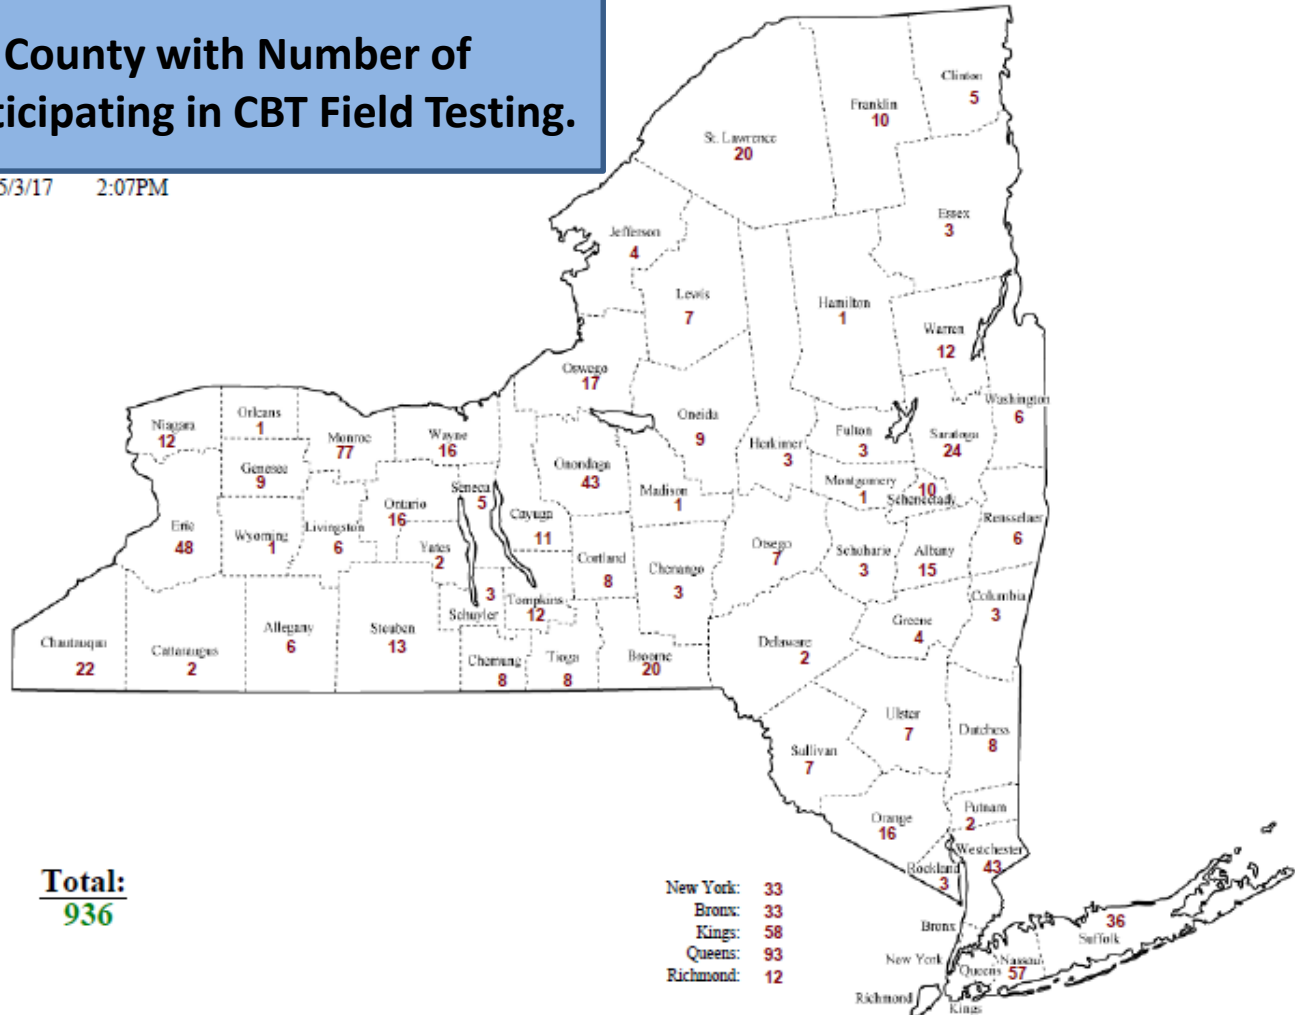 County with Number of
ticipating in CBT Field Testing.
5/3/17 2:07PM
Clinton
5
Franklin
10
St. Lawrence
20
Essex
3
Jefferson
4
Lewis
7
Hamilton
1
Warren
12
Oswego
17
Washington
6
Oneida
9
Herkimer
3
Fulton
3
Saratoga
24
Niagara
12
Orleans
1
Monroe
77
Wayne
16
Genesee
9
Onondaga
43
Madison
1
Montgomery
1
10
Schenectady
Seneca
5
Ontario
16
Cayuga
11
Rensselaer
6
Erie
48
Wyoming
1
Livingston
6
Yates
2
Cortland
8
Chenango
3
Otsego
7
Schoharie
3
Albany
15
3
Schuyler
Tompkins
12
Columbia
3
Greene
4
Chautauqua
22
Cattaraugus
2
Allegany
6
Steuben
13
Chemung
8
Tioga
8
Broome
20
Delaware
2
Ulster
7
Dutchess
8
Sullivan
7
Orange
16
Putnam
2
Westchester
43
Rockland
3
Total:
936
New York: 33
Bronx: 33
Kings: 58
Queens: 93
Richmond: 12
Bronx
36
Suffolk
New York
Queens
Nassau
57
Richmond
Kings